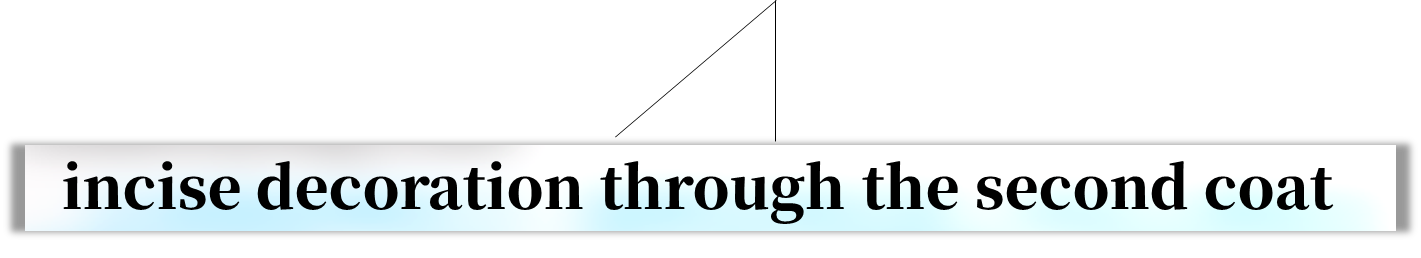 incise decoration through the second coat